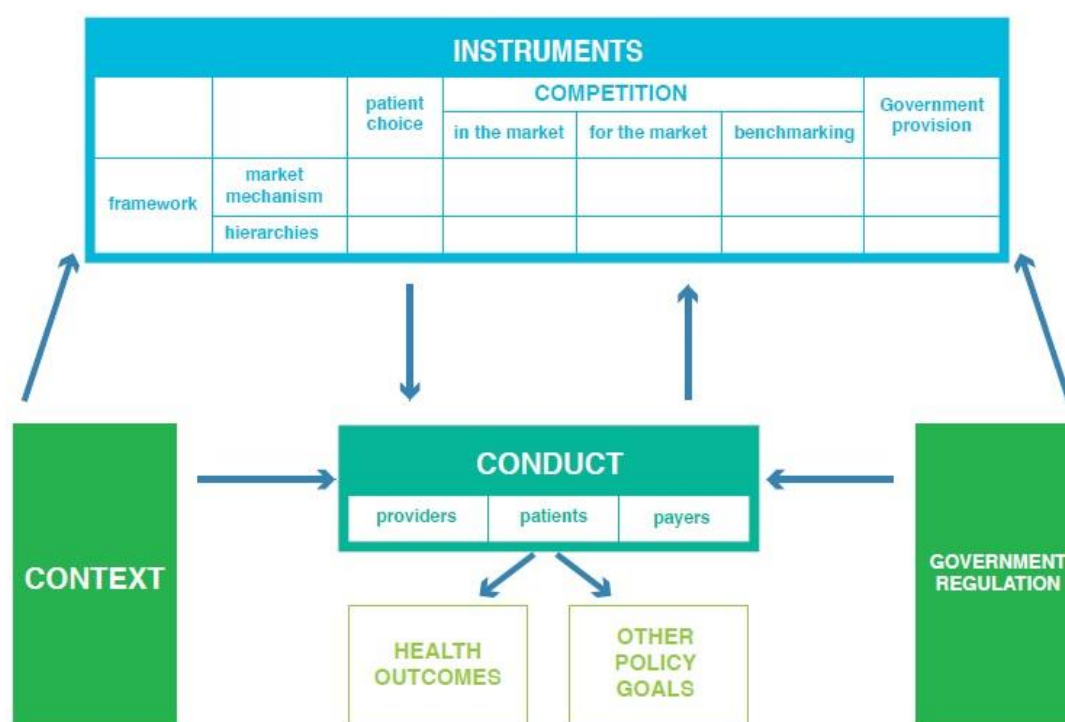 INSTRUMENTS
patient
choice
COMPETITION
Government
provision
in the market
for the market
benchmarking
framework
market
mechanism
hierarchies
CONDUCT
providers
patients
payers
CONTEXT
GOVERNMENT
REGULATION
HEALTH
OUTCOMES
OTHER
POLICY
GOALS